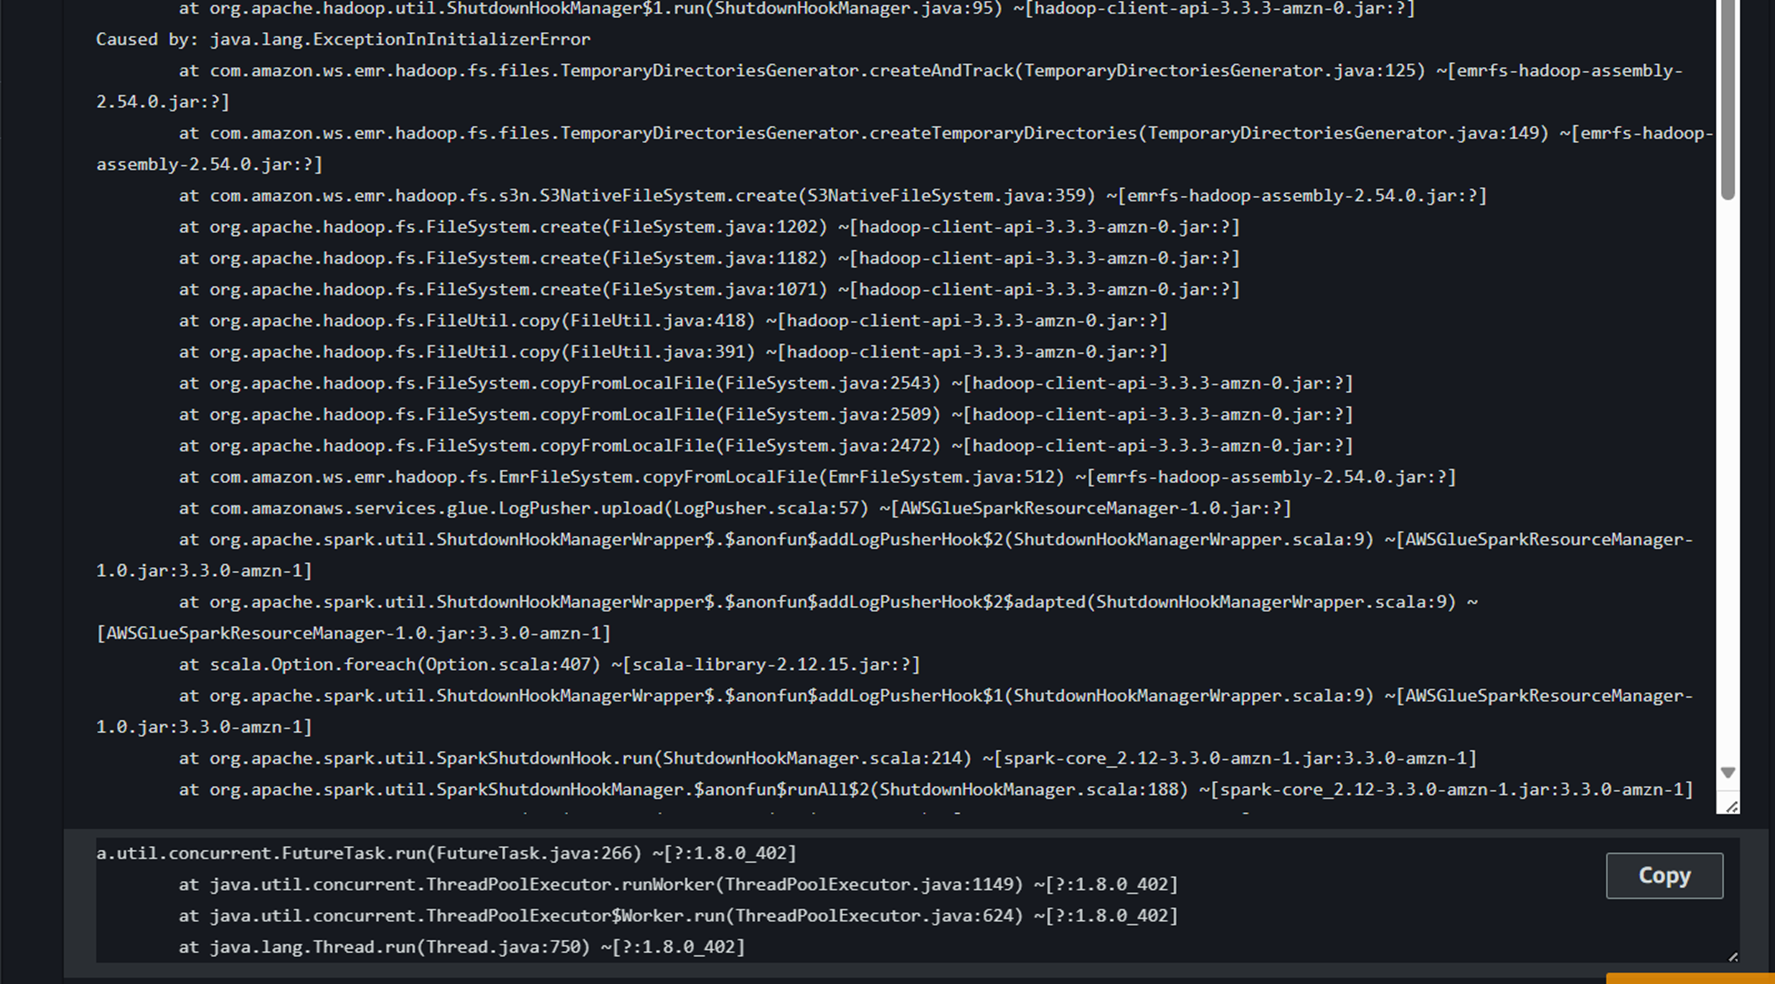 at org.apache.hadoop.util.ShutdownHookManager$1.run(ShutdownHookManager.java:95) ~[hadoop-client-api-3.3.3-amzn-0.jar:?]
Caused by: java.lang.ExceptionInInitializerError
at com.amazon.ws.emr.hadoop.fs.files.TemporaryDirectoriesGenerator.createAndTrack(TemporaryDirectoriesGenerator.java:125) ~[emrfs-hadoop-assembly-
2.54.0.jar:?]
at com.amazon.ws.emr.hadoop.fs.files.TemporaryDirectoriesGenerator.createTemporaryDirectories(TemporaryDirectoriesGenerator.java:149) ~[emrfs-hadoop-
assembly-2.54.0.jar:?]
at com.amazon.ws.emr.hadoop.fs.s3n.S3NativeFileSystem.create(S3NativeFileSystem.java:359) ~[emrfs-hadoop-assembly-2.54.0.jar:?]
at org.apache.hadoop.fs.FileSystem.create(FileSystem.java:1202) ~[hadoop-client-api-3.3.3-amzn-0.jar:?]
at org.apache.hadoop.fs.FileSystem.create(FileSystem.java:1182) ~[hadoop-client-api-3.3.3-amzn-0.jar:?]
at org.apache.hadoop.fs.FileSystem.create(FileSystem.java:1071) ~[hadoop-client-api-3.3.3-amzn-0.jar:?]
at org.apache.hadoop.fs.FileUtil.copy(FileUtil.java:418) ~[hadoop-client-api-3.3.3-amzn-0.jar:?]
at org.apache.hadoop.fs.FileUtil.copy(FileUtil.java:391) ~[hadoop-client-api-3.3.3-amzn-0.jar:?]
at org.apache.hadoop.fs.FileSystem.copyFromLocalFile(FileSystem.java:2543) ~[hadoop-client-api-3.3.3-amzn-0.jar:?]
at org.apache.hadoop.fs.FileSystem.copyFromLocalFile(FileSystem.java:2509) ~[hadoop-client-api-3.3.3-amzn-0.jar:?]
at org.apache.hadoop.fs.FileSystem.copyFromLocalFile(FileSystem.java:2472) ~[hadoop-client-api-3.3.3-amzn-0.jar:?]
at com.amazon.ws.emr.hadoop.fs.EmrFileSystem.copyFromLocalFile(EmrFileSystem.java:512) ~[emrfs-hadoop-assembly-2.54.0.jar:?]
at com.amazonaws.services.glue.LogPusher.upload(LogPusher.scala:57) ~[AWSGlueSparkResourceManager-1.0.jar:?]
at org.apache.spark.util.ShutdownHookManagerWrapper$.$anonfun$addLogPusherHook$2(ShutdownHookManagerWrapper.scala:9) ~[AWSGlueSparkResourceManager-
1.0.jar:3.3.0-amzn-1]
at org.apache.spark.util.ShutdownHookManagerWrapper$.$anonfun$addLogPusherHook$2$adapted(ShutdownHookManagerWrapper.scala:9) ~
[AWSGlueSparkResourceManager-1.0.jar:3.3.0-amzn-1]
at scala.Option.foreach(Option.scala:407) ~[scala-library-2.12.15.jar:?]
at org.apache.spark.util.ShutdownHookManagerWrapper$.$anonfun$addLogPusherHook$1(ShutdownHookManagerWrapper.scala:9) ~[AWSGlueSparkResourceManager-
1.0.jar:3.3.0-amzn-1]
at org.apache.spark.util.SparkShutdownHook.run(ShutdownHookManager.scala:214) ~[spark-core_2.12-3.3.0-amzn-1.jar:3.3.0-amzn-1]
at org.apache.spark.util.SparkShutdownHookManager.$anonfun$runAll$2(ShutdownHookManager.scala:188) ~[spark-core_2.12-3.3.0-amzn-1.jar:3.3.0-amzn-1]
a.util.concurrent.FutureTask.run(FutureTask.java:266) ~[?:1.8.0_402]
Copy
at java.util.concurrent.ThreadPoolExecutor.runWorker(ThreadPoolExecutor.java:1149) ~[?:1.8.0_402]
at java.util.concurrent.ThreadPoolExecutor$Worker.run(ThreadPoolExecutor.java:624) ~[?:1.8.0_402]
at java.lang.Thread.run(Thread.java:750) ~[?:1.8.0_402]